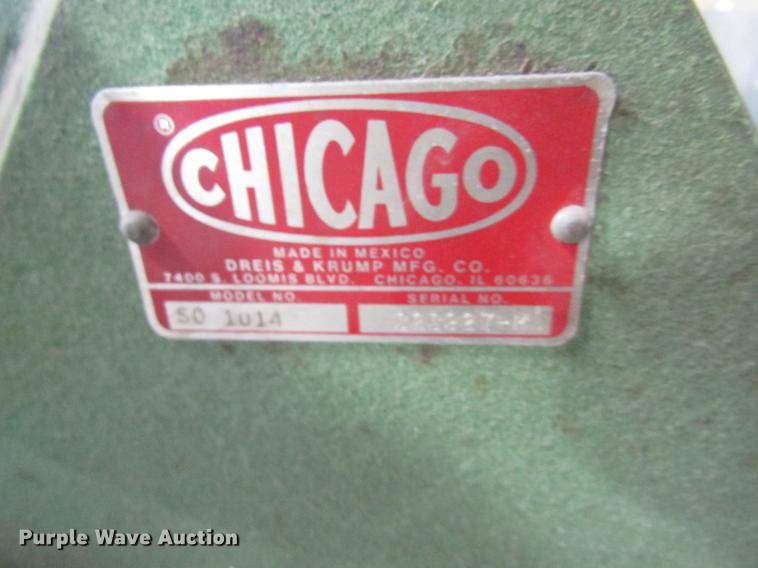 ®
CHICAGO
MADE IN MEXICO
DREIS & KRUMP MFG. CO.
7400 S. LOOMIS BLVD. CHICAGO, IL 60636
MODEL NO. SERIAL NO.
SO 1014
Purple Wave Auction